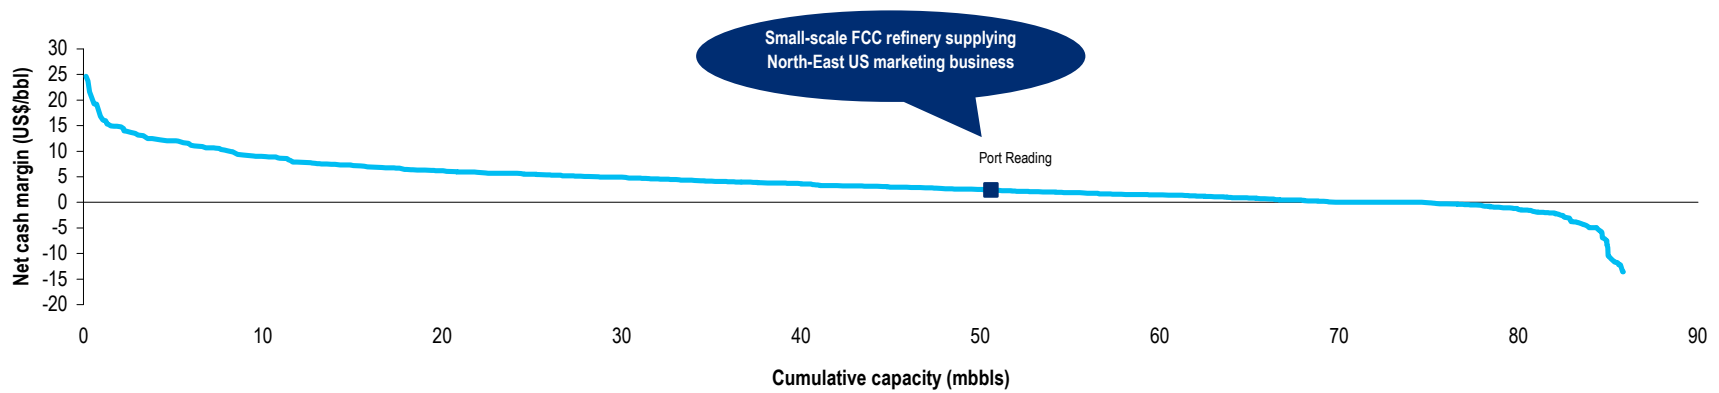 Small-scale FCC refinery supplying
North-East US marketing business
Net cash margin (US$/bbl)
30
25
20
15
10
5
0
-5
-10
-15
-20
Port Reading
0 10 20 30 40 50 60 70 80 90
Cumulative capacity (mbbls)